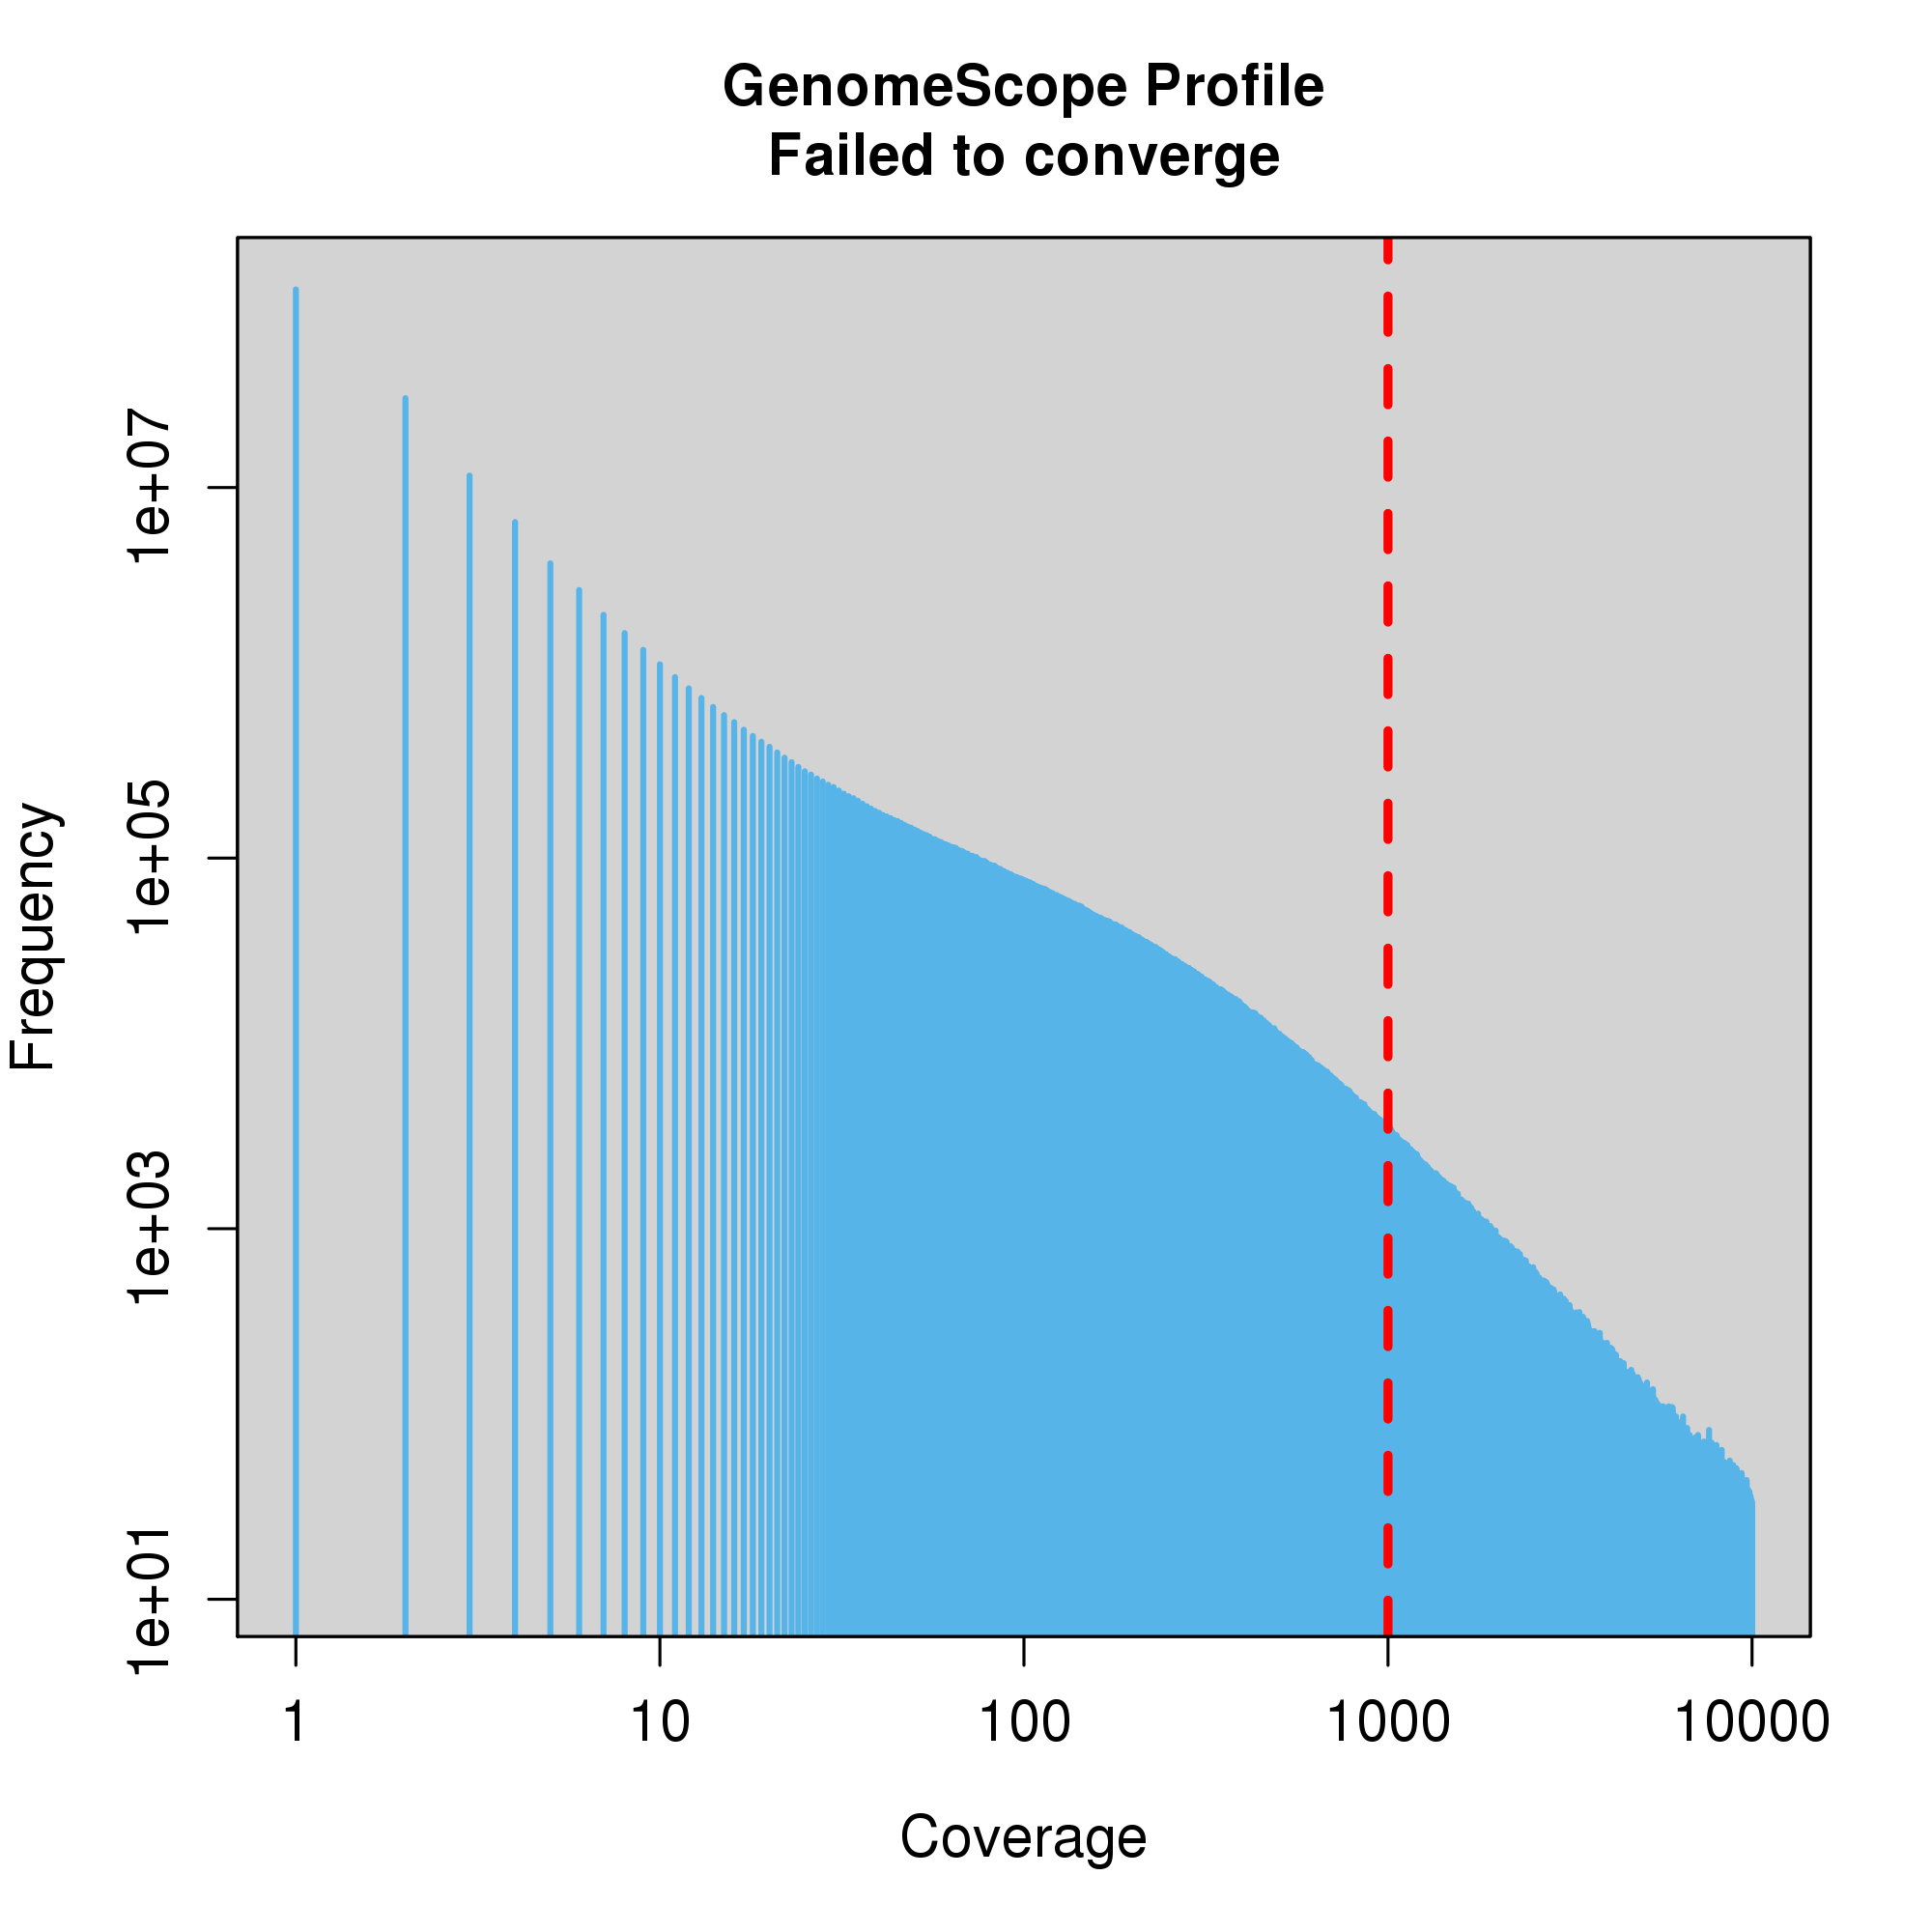 GenomeScope Profile
Failed to converge
Frequency
1e+07
1e+05
1e+03
1e+01
1
10
100
1000
10000
Coverage